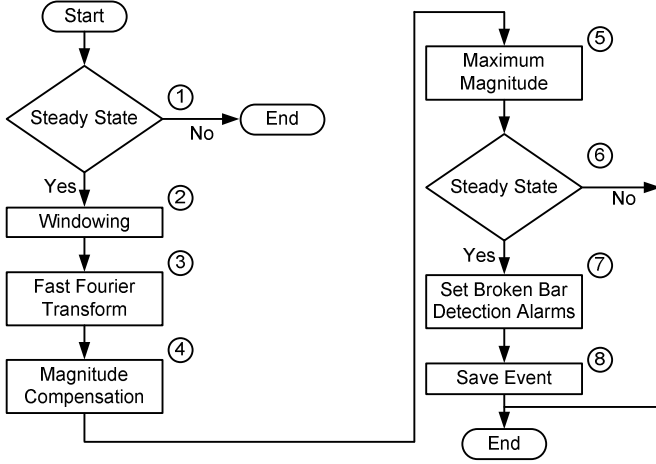 Start
1
Steady State
No
End
Yes
2
Windowing
3
Fast Fourier
Transform
4
Magnitude
Compensation
5
Maximum
Magnitude
6
Steady State
No
Yes
7
Set Broken Bar
Detection Alarms
8
Save Event
End